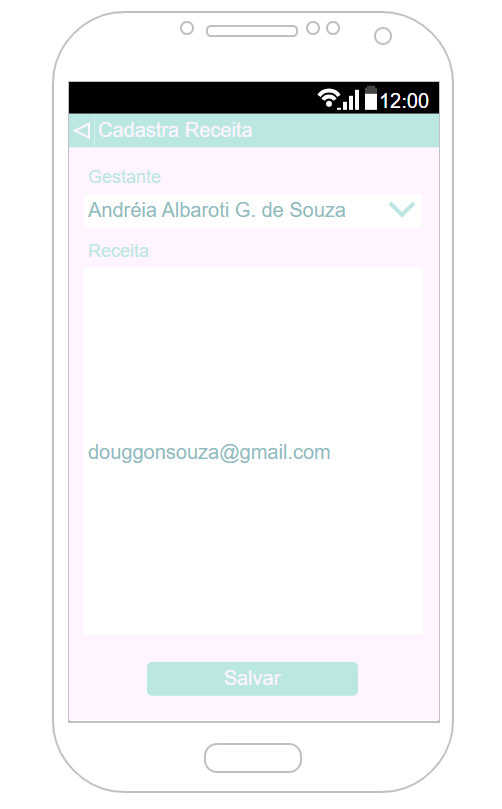 12:00
Cadastra Receita
Gestante
Andréia Albaroti G. de Souza
Receita
douggonsouza@gmail.com
Salvar